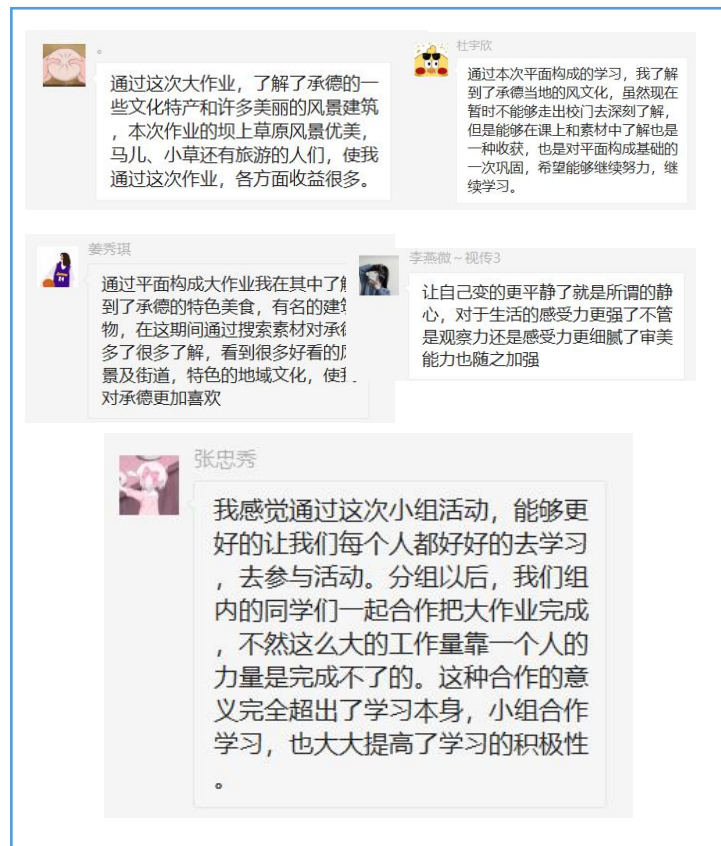 。
通过这次大作业，了解了承德的一
些文化特产和许多美丽的风景建筑
，本次作业的坝上草原风景优美，
马儿、小草还有旅游的人们，使我
通过这次作业，各方面收益很多。
杜宇欣
通过本次平面构成的学习，我了解
到了承德当地的风文化，虽然现在
暂时不能够走出校门去深刻了解，
但是能够在课上和素材中了解也是
一种收获，也是对平面构成基础的
一次巩固，希望能够继续努力，继
续学习。
姜秀琪
通过平面构成大作业我在其中了解
到了承德的特色美食，有名的建筑
物，在这期间通过搜索素材对承德
多了很多了解，看到很多好看的风
景及街道，特色的地域文化，使我
对承德更加喜欢
李燕微~视传3
让自己变的更平静了就是所谓的静
心，对于生活的感受力更强了不管
是观察力还是感受力更细腻了审美
能力也随之加强
张忠秀
我感觉通过这次小组活动，能够更
好的让我们每个人都好好的去学习
，去参与活动。分组以后，我们组
内的同学们一起合作把大作业完成
，不然这么大的工作量靠一个人的
力量是完成不了的。这种合作的意
义完全超出了学习本身，小组合作
学习，也大大提高了学习的积极性
。